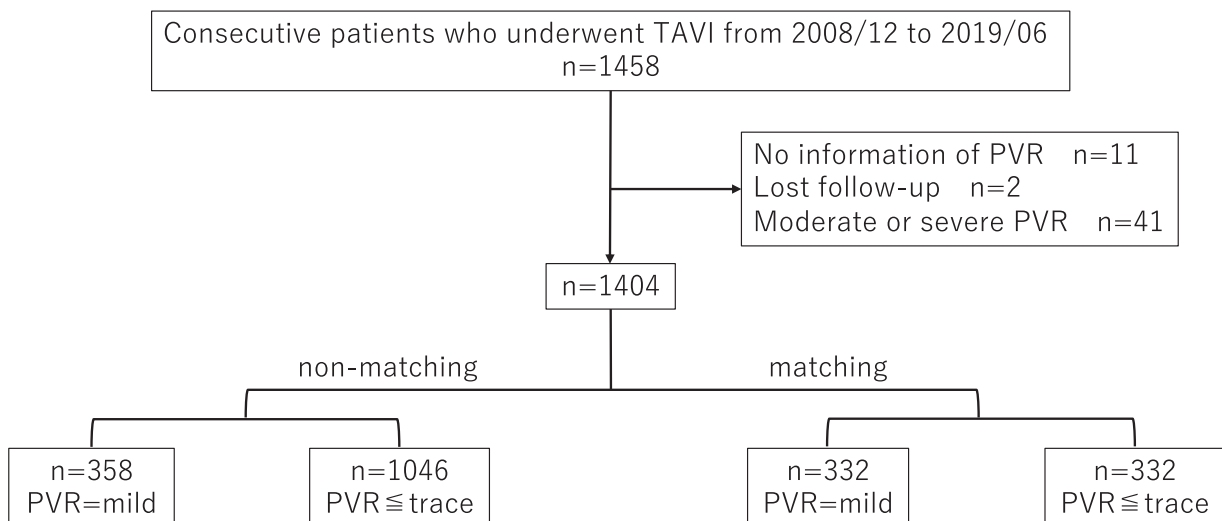 Consecutive patients who underwent TAVI from 2008/12 to 2019/06
n=1458
No information of PVR n=11
Lost follow-up n=2
Moderate or severe PVR n=41
n=1404
non-matching
matching
n=358
PVR=mild
n=1046
PVR≦trace
n=332
PVR=mild
n=332
PVR≦trace